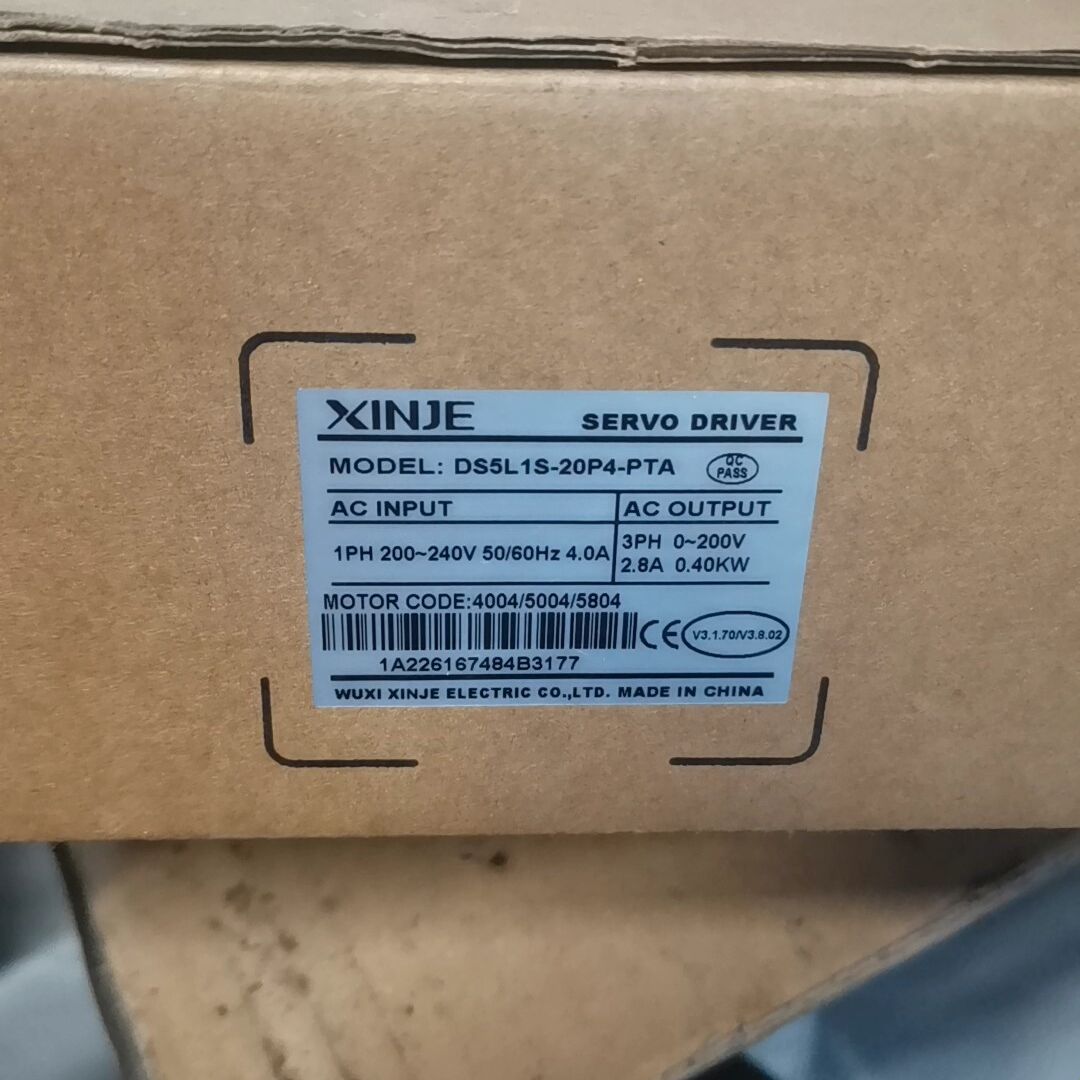 XINJE SERVO DRIVER
MODEL: DS5L1S-20P4-PTA QC PASS
AC INPUT AC OUTPUT
1PH 200~240V 50/60Hz 4.0A
3PH 0~200V
2.8A 0.40KW
MOTOR CODE:4004/5004/5804
CE V3.1.70/V3.8.02
1A226167484B3177
WUXI XINJE ELECTRIC CO.,LTD. MADE IN CHINA